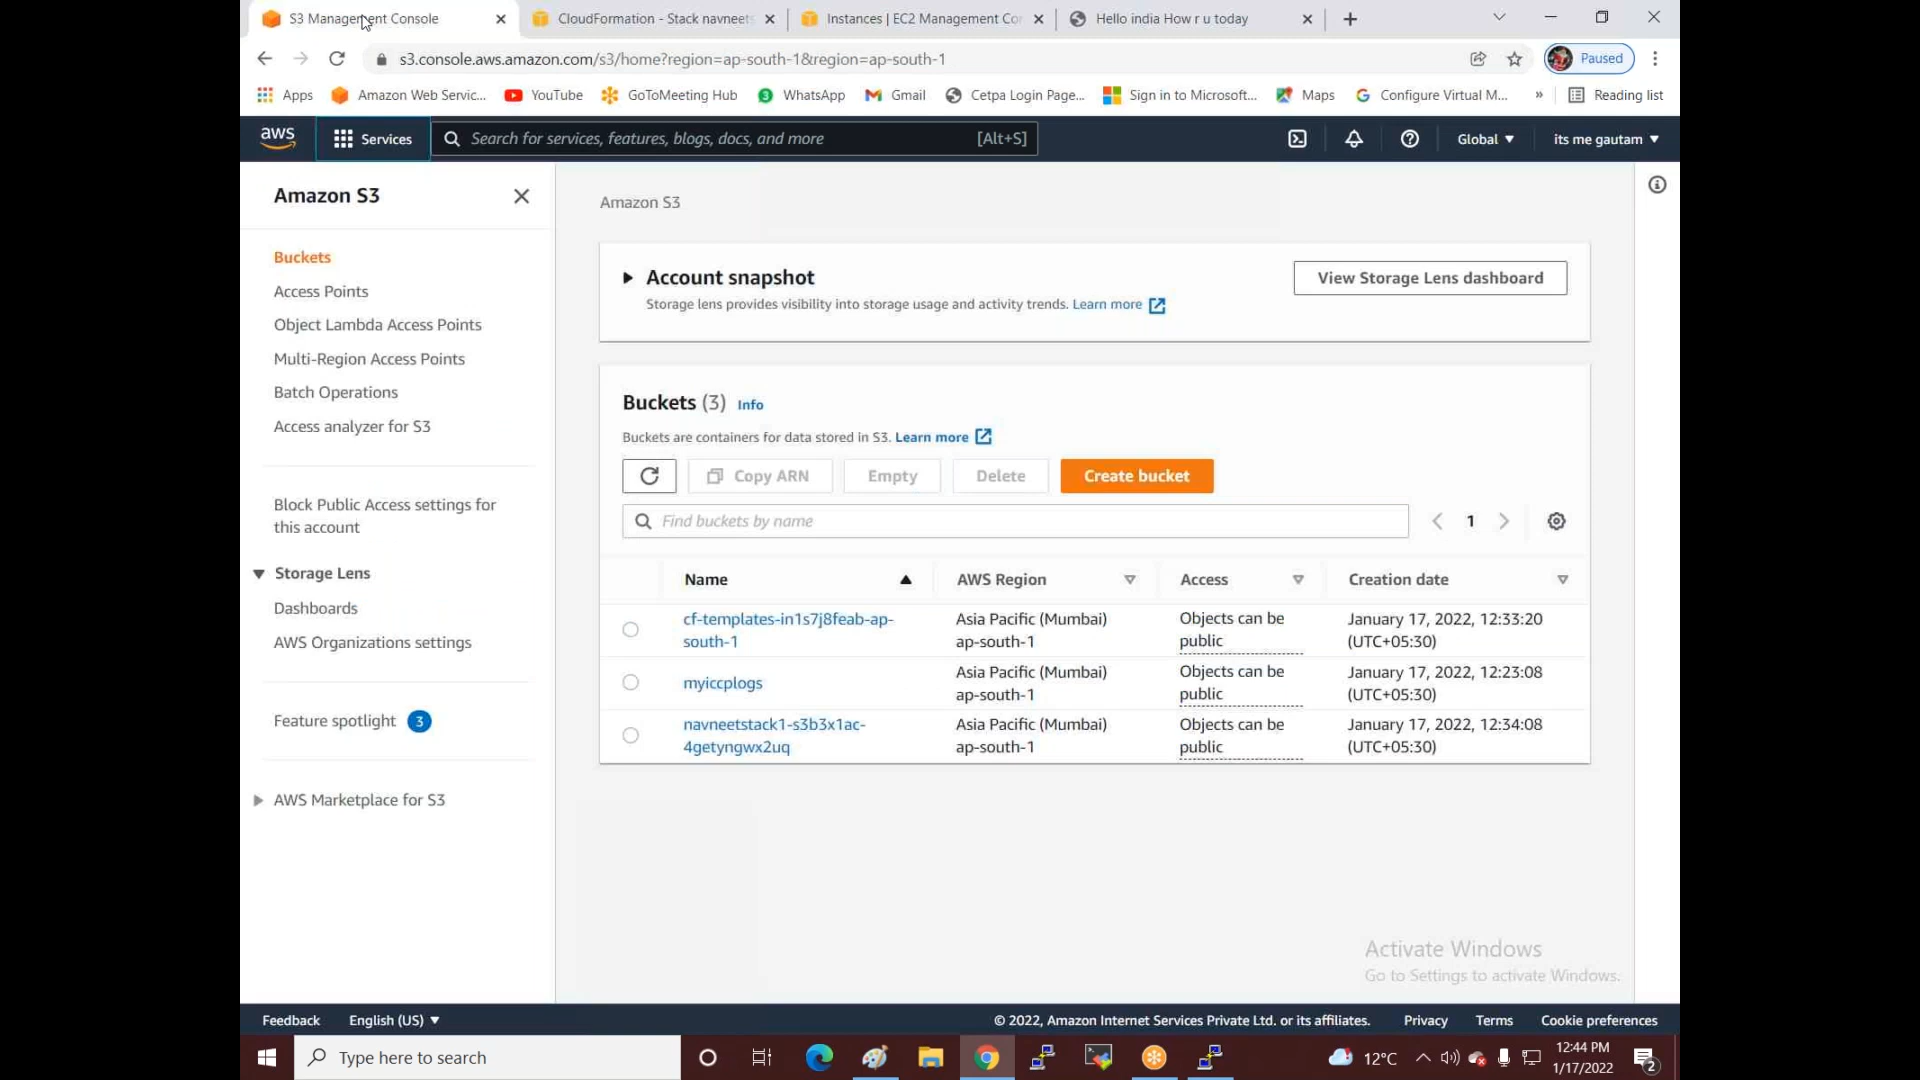 S3 Management Console
CloudFormation - Stack navneets
Instances | EC2 Management Co
Hello india How r u today
s3.console.aws.amazon.com/s3/home?region=ap-south-1&region=ap-south-1
Paused
Apps
Amazon Web Servic...
YouTube
GoToMeeting Hub
3
WhatsApp
Gmail
Cetpa Login Page...
Sign in to Microsoft...
Maps
Configure Virtual M...
»
Reading list
aws
Services
Search for services, features, blogs, docs, and more
[Alt+S]
Global
its me gautam
Amazon S3
Buckets
Access Points
Object Lambda Access Points
Multi-Region Access Points
Batch Operations
Access analyzer for S3
Block Public Access settings for
this account
Storage Lens
Dashboards
AWS Organizations settings
Feature spotlight 3
AWS Marketplace for S3
Amazon S3
Account snapshot
View Storage Lens dashboard
Storage lens provides visibility into storage usage and activity trends. Learn more
Buckets (3) Info
Buckets are containers for data stored in S3. Learn more
Copy ARN
Empty
Delete
Create bucket
Find buckets by name
1
Name
AWS Region
Access
Creation date
cf-templates-in1s7j8feab-ap-
south-1
Asia Pacific (Mumbai)
ap-south-1
Objects can be
public
January 17, 2022, 12:33:20
(UTC+05:30)
myiccplogs
Asia Pacific (Mumbai)
ap-south-1
Objects can be
public
January 17, 2022, 12:23:08
(UTC+05:30)
navneetstack1-s3b3x1ac-
4getyngwx2uq
Asia Pacific (Mumbai)
ap-south-1
Objects can be
public
January 17, 2022, 12:34:08
(UTC+05:30)
Activate Windows
Go to Settings to activate Windows.
Feedback
English (US)
© 2022, Amazon Internet Services Private Ltd. or its affiliates.
Privacy
Terms
Cookie preferences
Type here to search
12°C
12:44 PM
1/17/2022
2